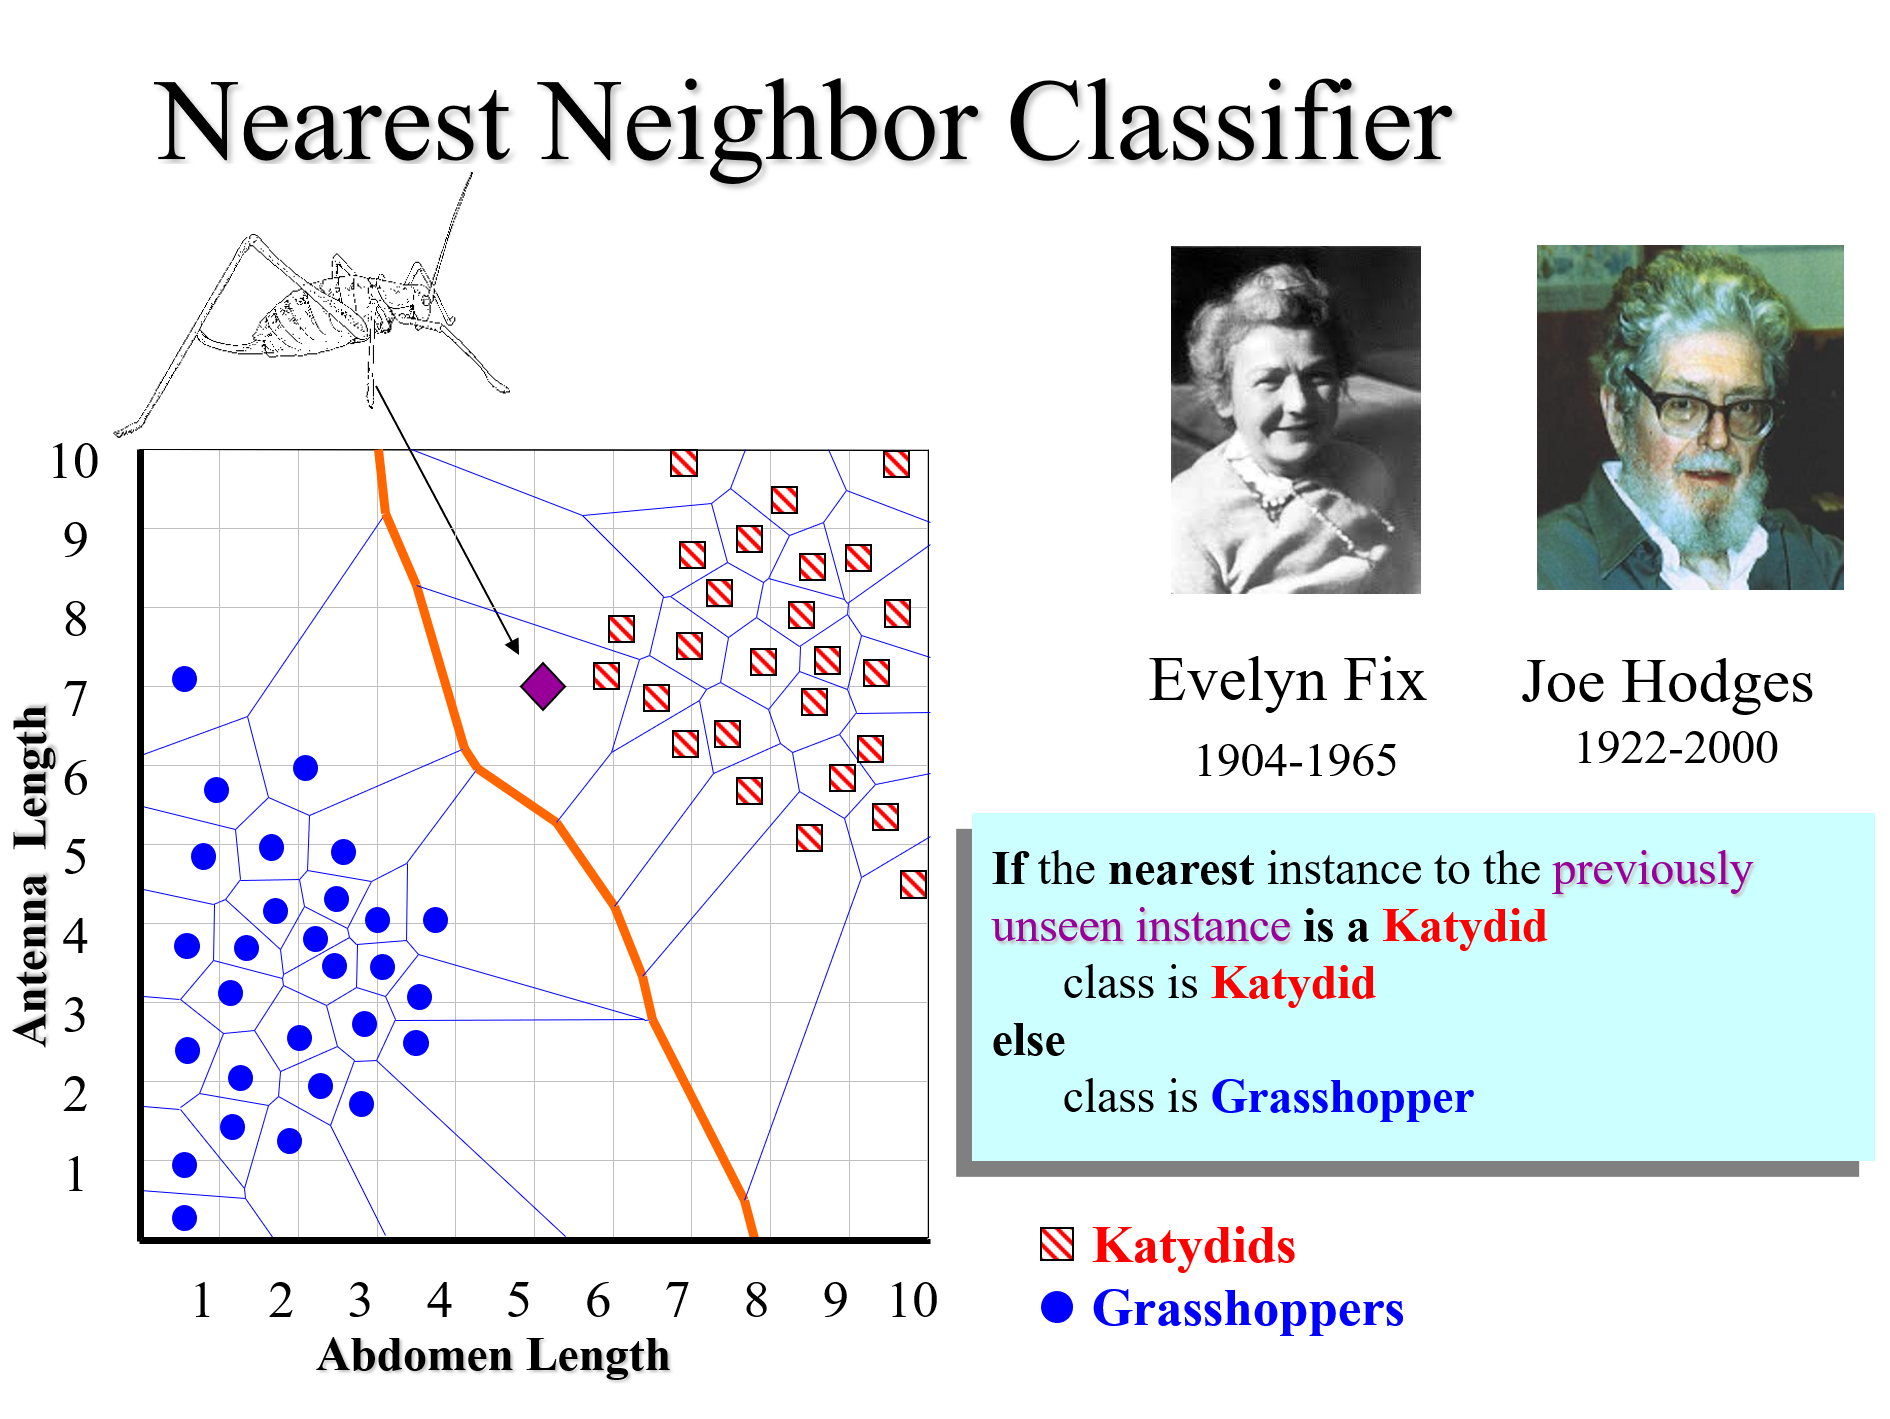 Nearest Neighbor Classifier
Evelyn Fix
1904-1965
Joe Hodges
1922-2000
10
9
8
7
6
5
4
3
2
1
Antenna Length
1 2 3 4 5 6 7 8 9 10
Abdomen Length
If the nearest instance to the previously
unseen instance is a Katydid
class is Katydid
else
class is Grasshopper
Katydids
Grasshoppers